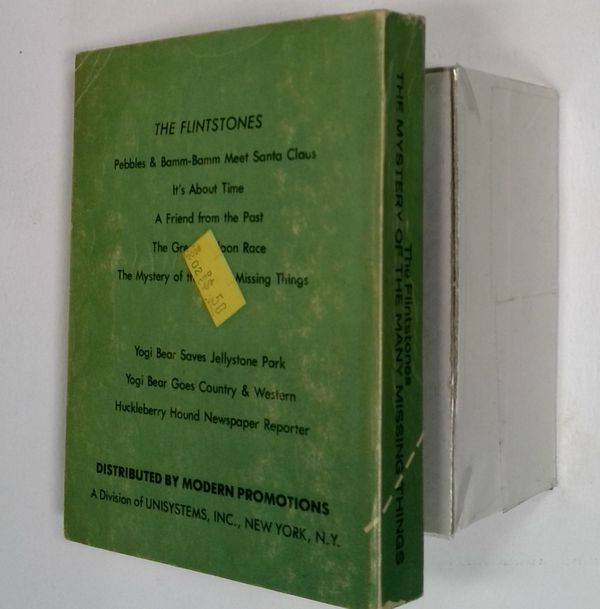 THE FLINTSTONES
Pebbles & Bamm-Bamm Meet Santa Claus
It's About Time
A Friend from the Past
The Race
The Mystery of Missing Things
.50
Yogi Bear Saves Jellystone Park
Yogi Bear Goes Country & Western
Huckleberry Hound Newspaper Reporter
DISTRIBUTED BY MODERN PROMOTIONS
A Division of UNISYSTEMS, INC., NEW YORK, N.Y.
The Flintstones
THE MYSTERY OF THE MANY MISSING THINGS